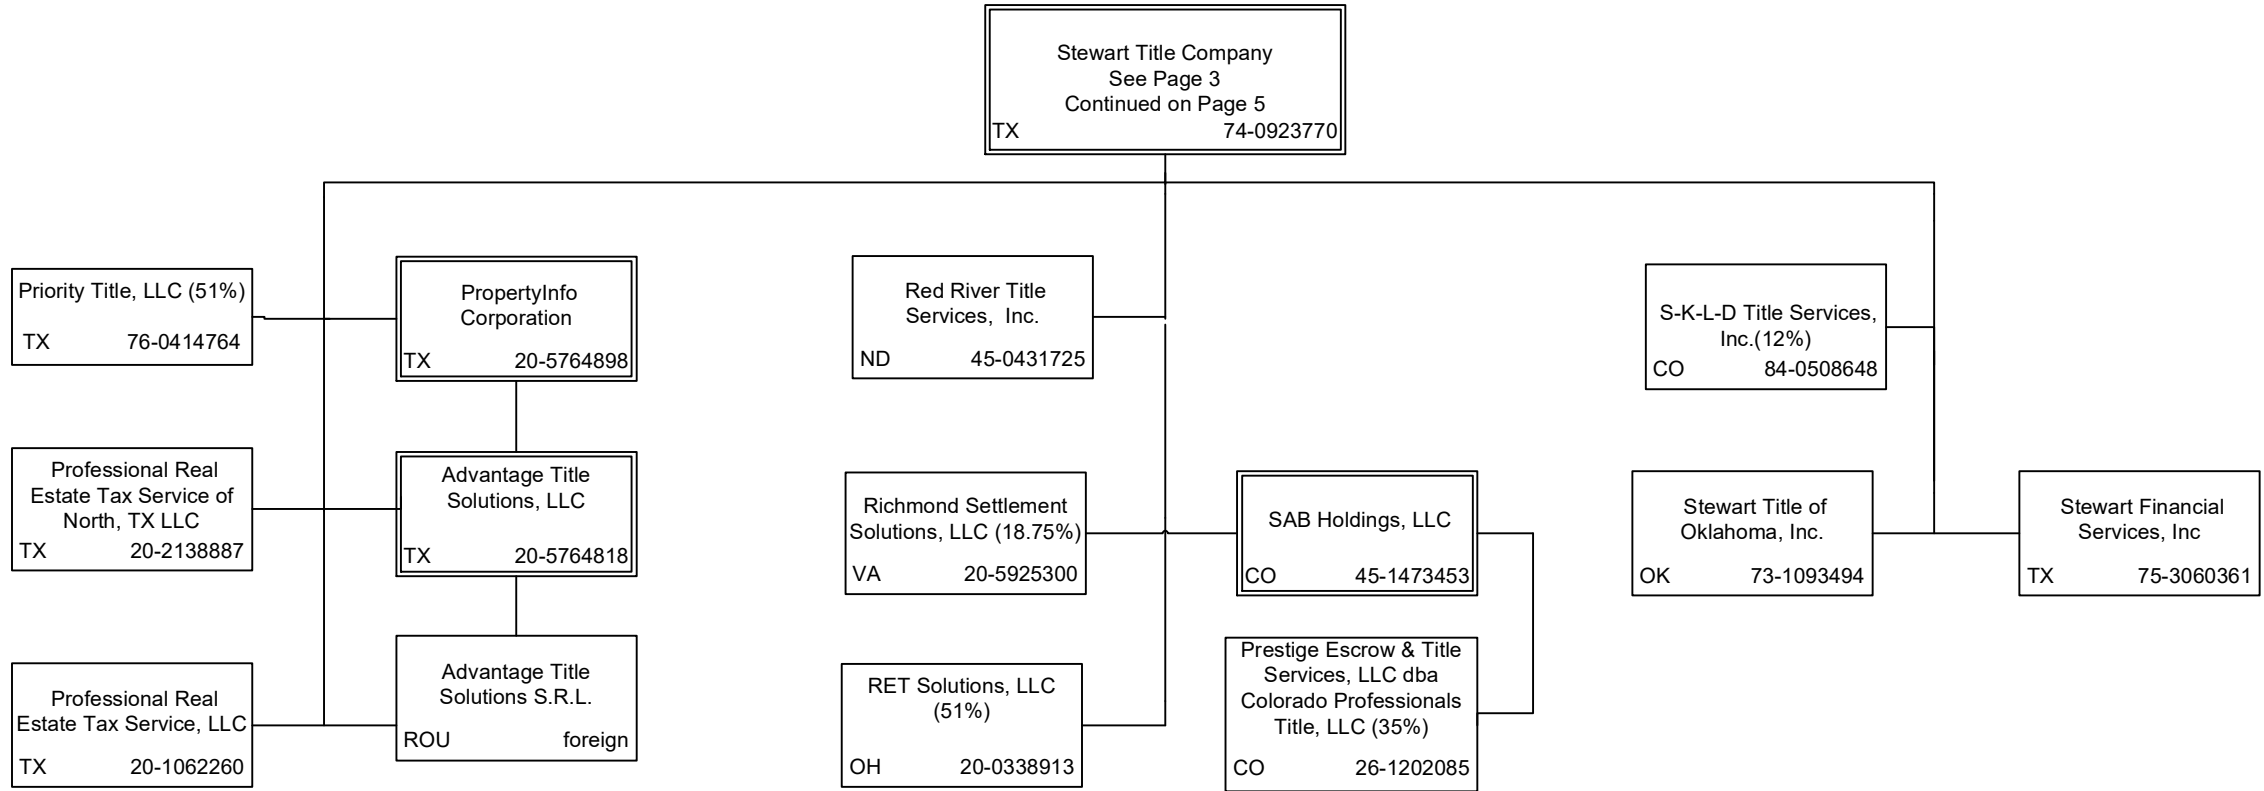 Stewart Title Company
See Page 3
Continued on Page 5
TX 74-0923770
Priority Title, LLC (51%)
TX 76-0414764
PropertyInfo
Corporation
TX 20-5764898
Red River Title
Services, Inc.
ND 45-0431725
S-K-L-D Title Services,
Inc.(12%)
CO 84-0508648
Professional Real
Estate Tax Service of
North, TX LLC
TX 20-2138887
Advantage Title
Solutions, LLC
TX 20-5764818
Richmond Settlement
Solutions, LLC (18.75%)
VA 20-5925300
SAB Holdings, LLC
CO 45-1473453
Stewart Title of
Oklahoma, Inc.
OK 73-1093494
Stewart Financial
Services, Inc
TX 75-3060361
Professional Real
Estate Tax Service, LLC
TX 20-1062260
Advantage Title
Solutions S.R.L.
ROU foreign
RET Solutions, LLC
(51%)
OH 20-0338913
Prestige Escrow & Title
Services, LLC dba
Colorado Professionals
Title, LLC (35%)
CO 26-1202085